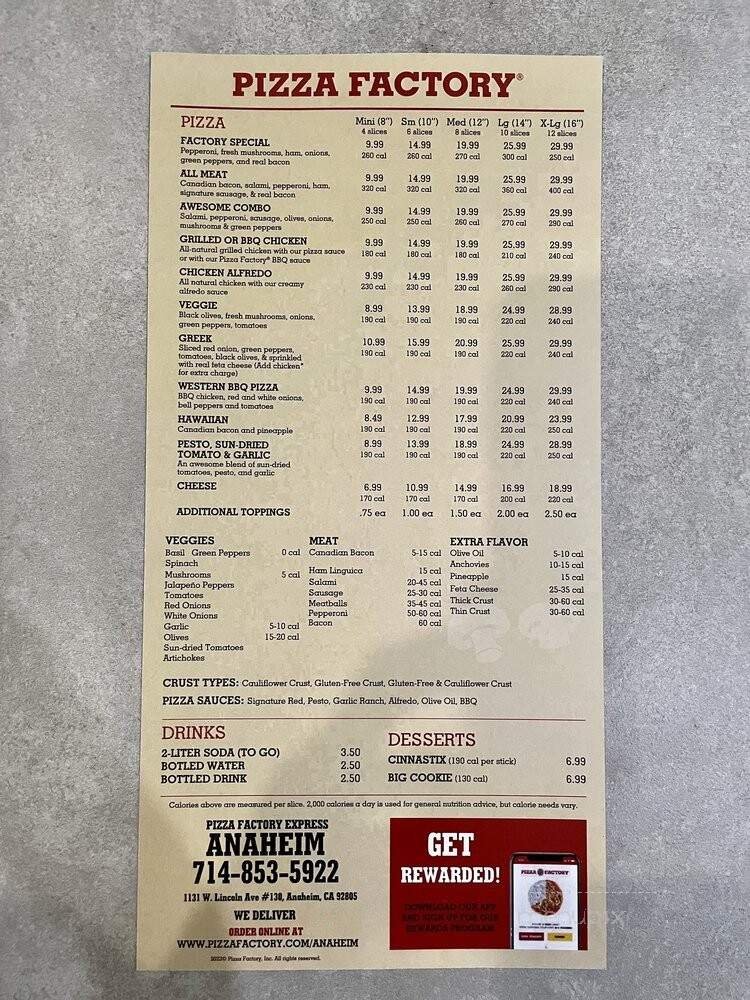 PIZZA FACTORY®
PIZZA
Mini (8") Sm (10") Med (12") Lg (14") X-Lg (16")
4 slices 6 slices 8 slices 10 slices 12 slices
FACTORY SPECIAL 9.99 14.99 19.99 25.99 29.99
Pepperoni, fresh mushrooms, ham, onions, 260 cal 260 cal 270 cal 300 cal 250 cal
green peppers, and real bacon
ALL MEAT 9.99 14.99 19.99 25.99 29.99
Canadian bacon, salami, pepperoni, ham, 320 cal 320 cal 320 cal 360 cal 400 cal
signature sausage, & real bacon
AWESOME COMBO 9.99 14.99 19.99 25.99 29.99
Salami, pepperoni, sausage, olives, onions, 250 cal 250 cal 260 cal 270 cal 290 cal
mushrooms & green peppers
GRILLED OR BBQ CHICKEN 9.99 14.99 19.99 25.99 29.99
All-natural grilled chicken with our pizza sauce 180 cal 180 cal 180 cal 210 cal 240 cal
or with our Pizza Factory® BBQ sauce
CHICKEN ALFREDO 9.99 14.99 19.99 25.99 29.99
All natural chicken with our creamy 230 cal 230 cal 230 cal 260 cal 290 cal
alfredo sauce
VEGGIE 8.99 13.99 18.99 24.99 28.99
Black olives, fresh mushrooms, onions, 190 cal 190 cal 190 cal 220 cal 240 cal
green peppers, tomatoes
GREEK 10.99 15.99 20.99 25.99 29.99
Sliced red onion, green peppers, 190 cal 190 cal 190 cal 220 cal 240 cal
tomatoes, black olives, & sprinkled
with real feta cheese (Add chicken*
for extra charge)
WESTERN BBQ PIZZA 9.99 14.99 19.99 24.99 29.99
BBQ chicken, red and white onions, 190 cal 190 cal 190 cal 220 cal 240 cal
bell peppers and tomatoes
HAWAIIAN 8.49 12.99 17.99 20.99 23.99
Canadian bacon and pineapple 190 cal 190 cal 190 cal 220 cal 250 cal
PESTO, SUN-DRIED 8.99 13.99 18.99 24.99 28.99
TOMATO & GARLIC 190 cal 190 cal 190 cal 220 cal 250 cal
An awesome blend of sun-dried
tomatoes, pesto, and garlic
CHEESE 6.99 10.99 14.99 16.99 18.99
170 cal 170 cal 170 cal 200 cal 220 cal
ADDITIONAL TOPPINGS .75 ea 1.00 ea 1.50 ea 2.00 ea 2.50 ea
VEGGIES
Basil Green Peppers 0 cal
Spinach
Mushrooms 5 cal
Jalapeño Peppers
Tomatoes
Red Onions
White Onions
Garlic 5-10 cal
Olives 15-20 cal
Sun-dried Tomatoes
Artichokes
MEAT
Canadian Bacon 5-15 cal
Ham Linguica 15 cal
Salami 20-45 cal
Sausage 25-30 cal
Meatballs 35-45 cal
Pepperoni 50-60 cal
Bacon 60 cal
EXTRA FLAVOR
Olive Oil 5-10 cal
Anchovies 10-15 cal
Pineapple 15 cal
Feta Cheese 25-35 cal
Thick Crust 30-60 cal
Thin Crust 30-60 cal
CRUST TYPES: Cauliflower Crust, Gluten-Free Crust, Gluten-Free & Cauliflower Crust
PIZZA SAUCES: Signature Red, Pesto, Garlic Ranch, Alfredo, Olive Oil, BBQ
DRINKS
2-LITER SODA (TO GO) 3.50
BOTLED WATER 2.50
BOTTLED DRINK 2.50
DESSERTS
CINNASTIX (190 cal per stick) 6.99
BIG COOKIE (130 cal) 6.99
Calories above are measured per slice. 2,000 calories a day is used for general nutrition advice, but calorie needs vary.
PIZZA FACTORY EXPRESS
ANAHEIM
714-853-5922
1131 W. Lincoln Ave #130, Anaheim, CA 92805
WE DELIVER
ORDER ONLINE AT
WWW.PIZZAFACTORY.COM/ANAHEIM
2023© Pizza Factory, Inc. All rights reserved.
GET
REWARDED!
DOWNLOAD OUR APP
AND SIGN UP FOR OUR
REWARDS PROGRAM
PIZZA FACTORY